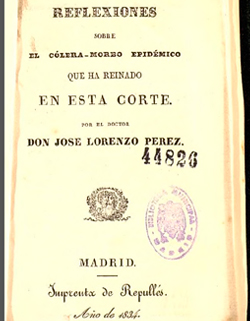 REFLEXIONES
SOBRE
EL CÓLERA-MORBO EPIDÉMICO
QUE HA REINADO
EN ESTA CORTE.
POR EL DOCTOR
DON JOSE LORENZO PEREZ.
44826
MADRID.
Imprenta de Repullés.
Año de 1834.